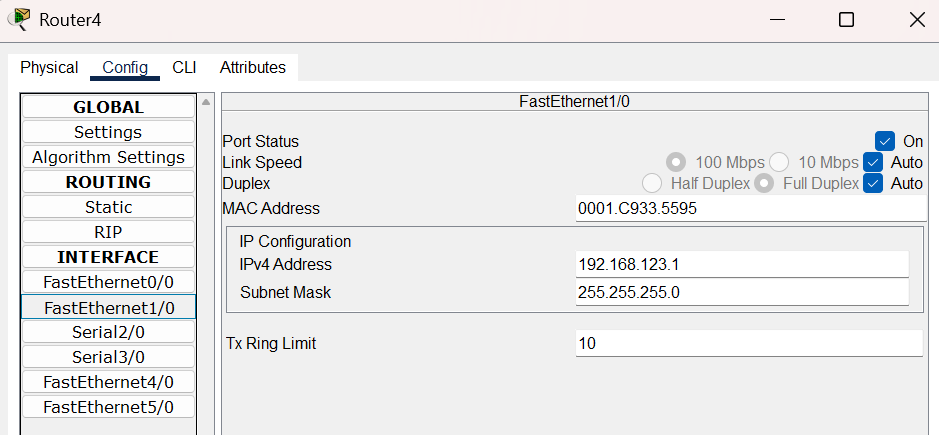 Router4
Physical Config CLI Attributes
GLOBAL
Settings
Algorithm Settings
ROUTING
Static
RIP
INTERFACE
FastEthernet0/0
FastEthernet1/0
Serial2/0
Serial3/0
FastEthernet4/0
FastEthernet5/0
FastEthernet1/0
Port Status On
Link Speed 100 Mbps 10 Mbps Auto
Duplex Half Duplex Full Duplex Auto
MAC Address 0001.C933.5595
IP Configuration
IPv4 Address 192.168.123.1
Subnet Mask 255.255.255.0
Tx Ring Limit 10